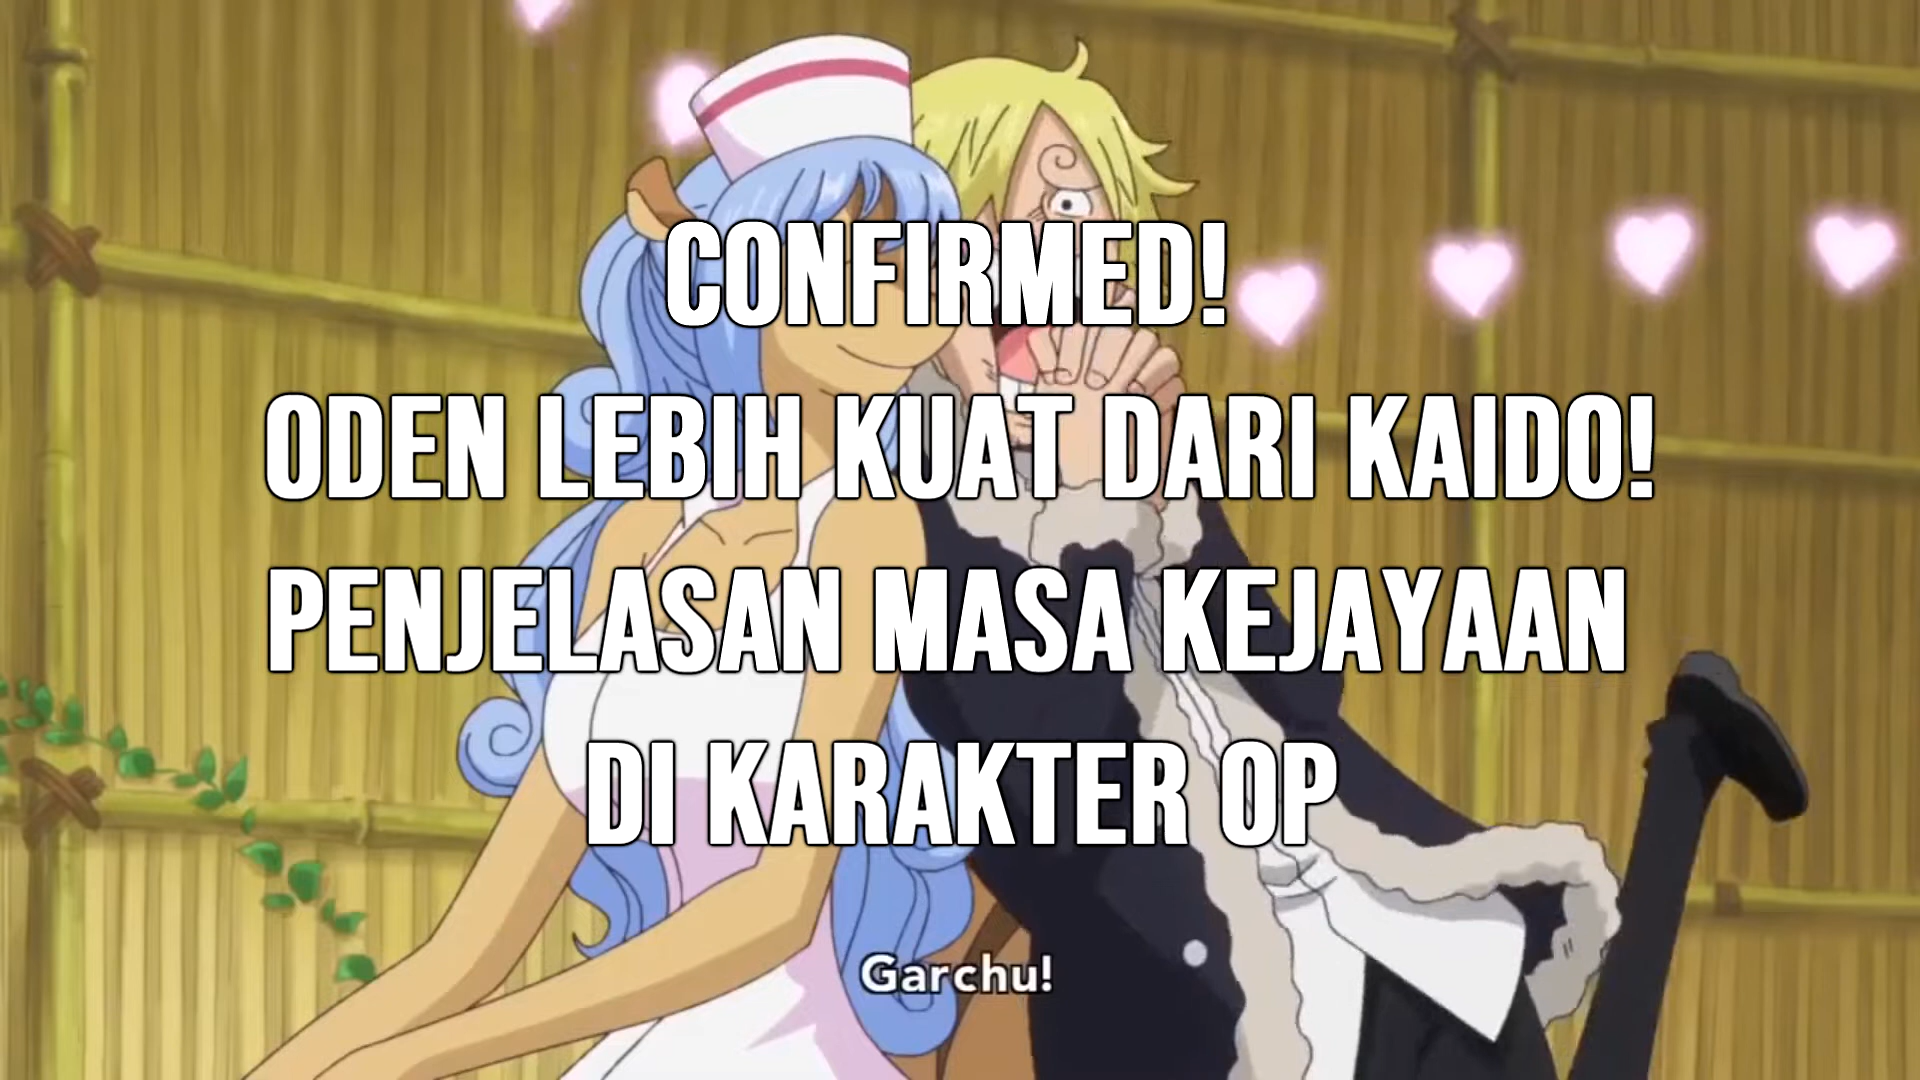 CONFIRMED!
ODEN LEBIH KUAT DARI KAIDO!
PENJELASAN MASA KEJAYAAN
DI KARAKTER OP
Garchu!